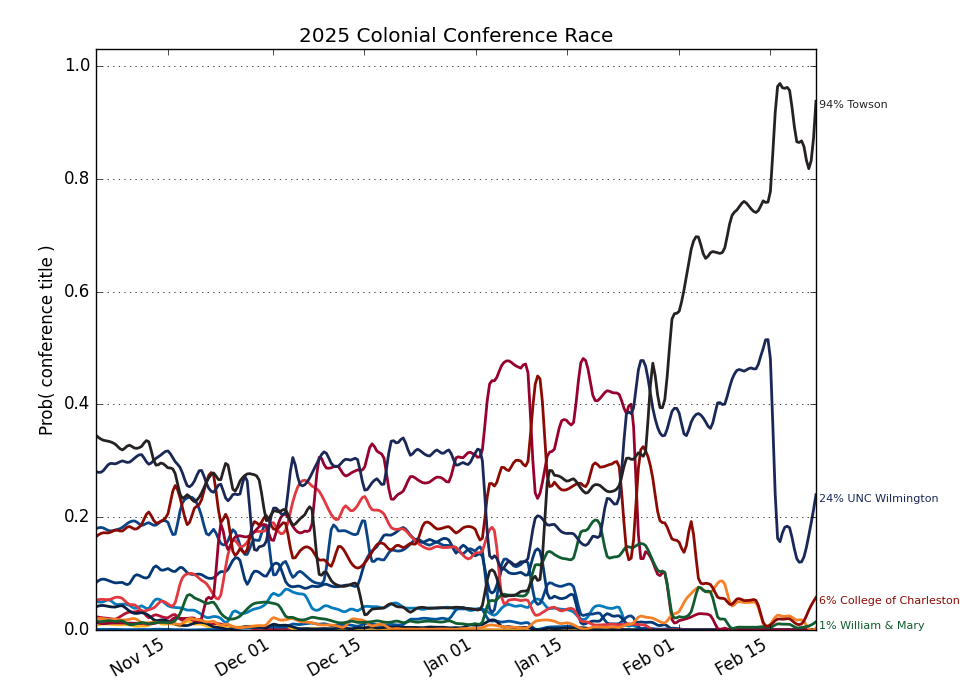 2025 Colonial Conference Race
Prob( conference title )
1.0
0.8
0.6
0.4
0.2
0.0
Nov 15
Dec 01
Dec 15
Jan 01
Jan 15
Feb 01
Feb 15
94% Towson
24% UNC Wilmington
6% College of Charleston
1% William & Mary